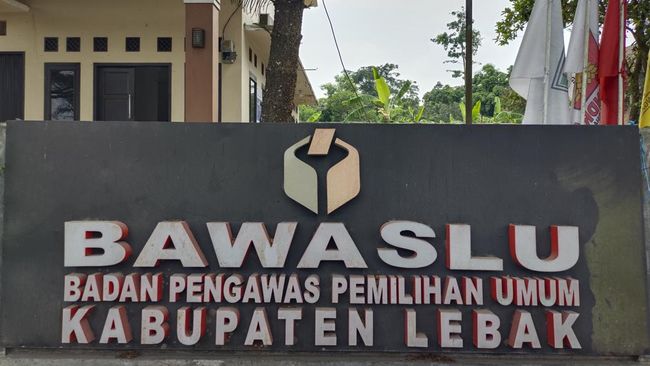 BAWASLU
BADAN PENGAWAS PEMILIHAN UMUM
KABUPATEN LEBAK